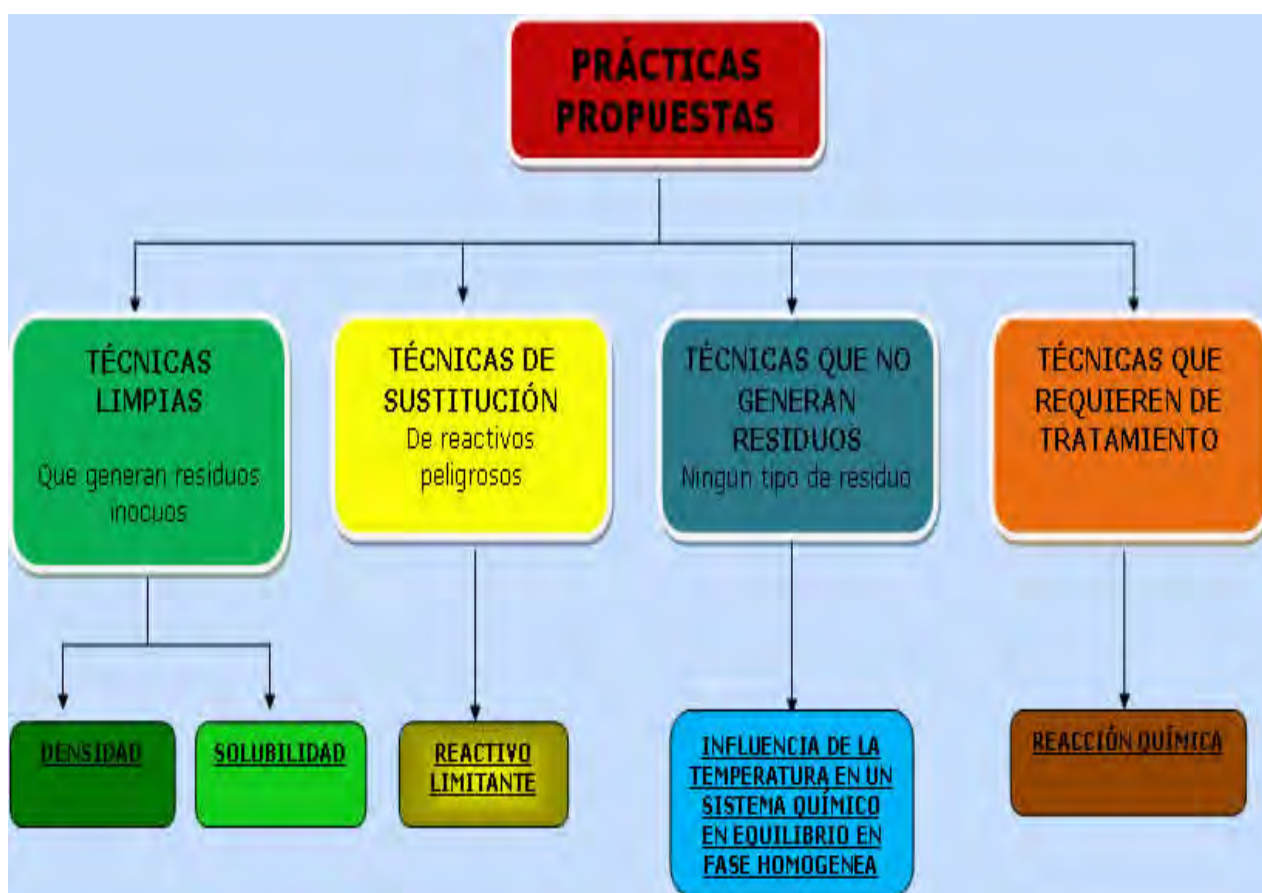 PRÁCTICAS
PROPUESTAS
TÉCNICAS
LIMPIAS
Que generan residuos
inocuos
TÉCNICAS DE
SUSTITUCIÓN
De reactivos
peligrosos
TÉCNICAS QUE NO
GENERAN
RESIDUOS
Ningun tipo de residuo
TÉCNICAS QUE
REQUIEREN DE
TRATAMIENTO
DENSIDAD
SOLUBILIDAD
REACTIVO
LIMITANTE
INFLUENCIA DE LA
TEMPERATURA EN UN
SISTEMA QUÍMICO
EN EQUILIBRIO EN
FASE HOMOGENEA
REACCIÓN QUÍMICA